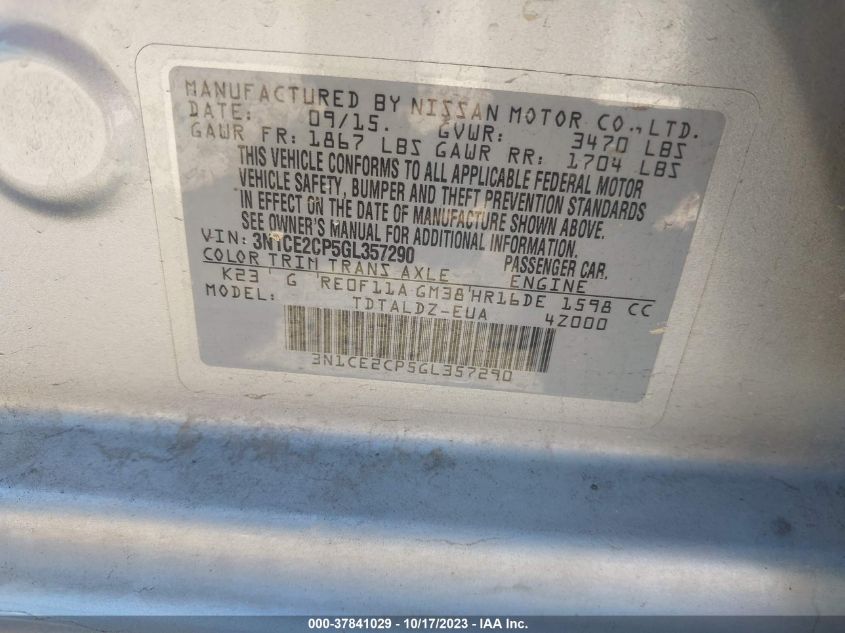 MANUFACTURED BY NISSAN MOTOR CO., LTD.
DATE: 09/15. GVWR: 3470 LBS
GAWR FR: 1867 LBS GAWR RR: 1704 LBS
THIS VEHICLE CONFORMS TO ALL APPLICABLE FEDERAL MOTOR
VEHICLE SAFETY, BUMPER AND THEFT PREVENTION STANDARDS
IN EFFECT ON THE DATE OF MANUFACTURE SHOWN ABOVE.
SEE OWNER'S MANUAL FOR ADDITIONAL INFORMATION.
VIN: 3N1CE2CP5GL357290 PASSENGER CAR.
COLOR TRIM TRANS AXLE ENGINE
K23 ' G ' RE0F11A-GM38'HR16DE 1598 CC
MODEL: TDTALDZ-EUA 4Z000
3N1CE2CP5GL357290
000-37841029 - 10/17/2023 - IAA Inc.